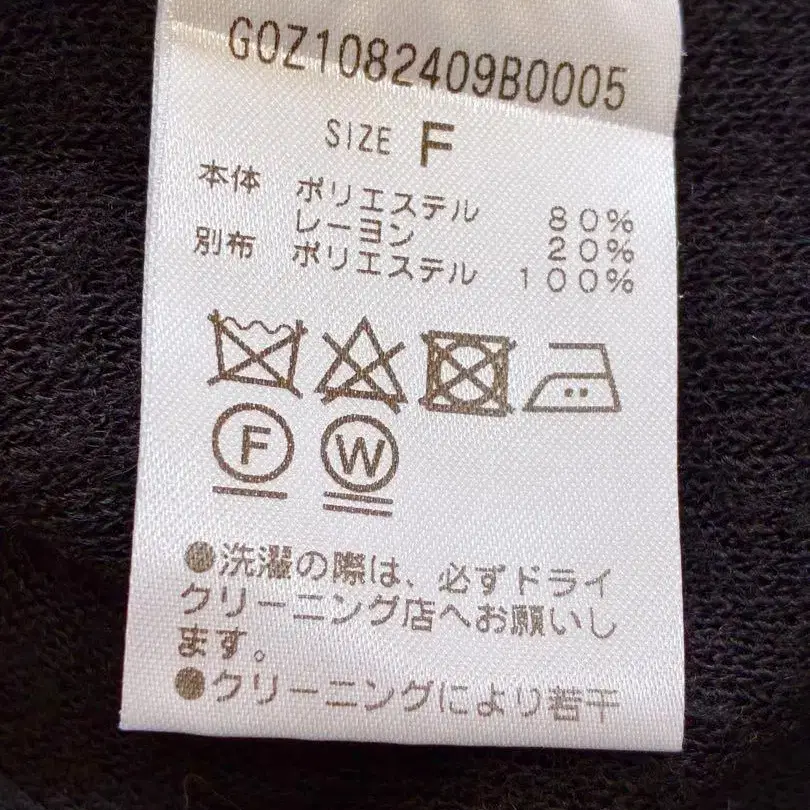 G0Z1082409B0005
SIZE F
本体 ポリエステル 80%
レーヨン 20%
別布 ポリエステル 100%
F W
●洗濯の際は、必ずドライ
クリーニング店へお願いし
ます。
●クリーニングにより若干